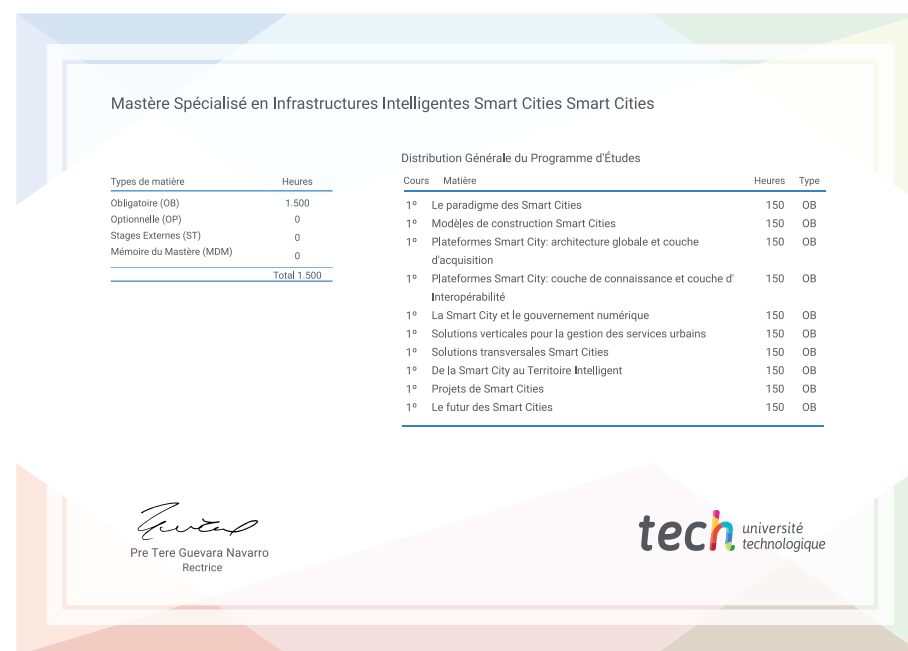 Mastère Spécialisé en Infrastructures Intelligentes Smart Cities Smart Cities
Distribution Générale du Programme d'Études
Types de matière Heures
Obligatoire (OB) 1.500
Optionnelle (OP) 0
Stages Externes (ST) 0
Mémoire du Mastère (MDM) 0
Total 1.500
Cours Matière Heures Type
1º Le paradigme des Smart Cities 150 OB
1º Modèles de construction Smart Cities 150 OB
1º Plateformes Smart City: architecture globale et couche 150 OB
d'acquisition
1º Plateformes Smart City: couche de connaissance et couche d' 150 OB
Interopérabilité
1º La Smart City et le gouvernement numérique 150 OB
1º Solutions verticales pour la gestion des services urbains 150 OB
1º Solutions transversales Smart Cities 150 OB
1º De la Smart City au Territoire Intelligent 150 OB
1º Projets de Smart Cities 150 OB
1º Le futur des Smart Cities 150 OB
Pre Tere Guevara Navarro
Rectrice
tech université
technologique